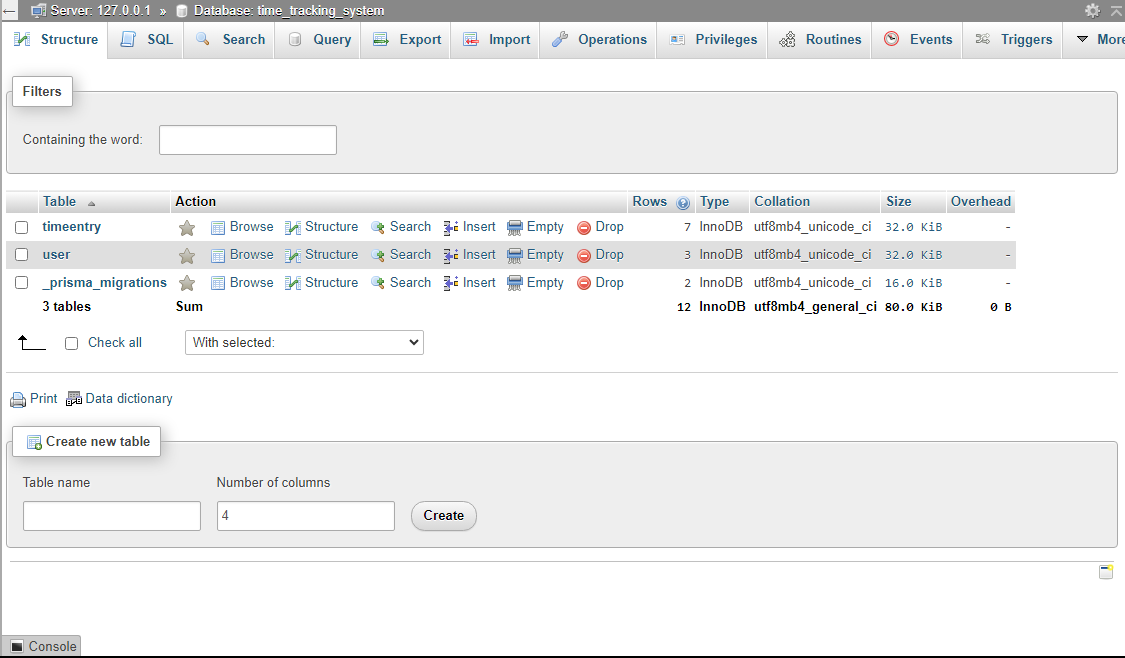 Server: 127.0.0.1 » Database: time_tracking_system
Structure SQL Search Query Export Import Operations Privileges Routines Events Triggers More
Filters
Containing the word:
Table Action Rows Type Collation Size Overhead
timeentry Browse Structure Search Insert Empty Drop 7 InnoDB utf8mb4_unicode_ci 32.0 KiB -
user Browse Structure Search Insert Empty Drop 3 InnoDB utf8mb4_unicode_ci 32.0 KiB -
_prisma_migrations Browse Structure Search Insert Empty Drop 2 InnoDB utf8mb4_unicode_ci 16.0 KiB -
3 tables Sum 12 InnoDB utf8mb4_general_ci 80.0 KiB 0 B
Check all With selected:
Print Data dictionary
Create new table
Table name Number of columns
4 Create
Console